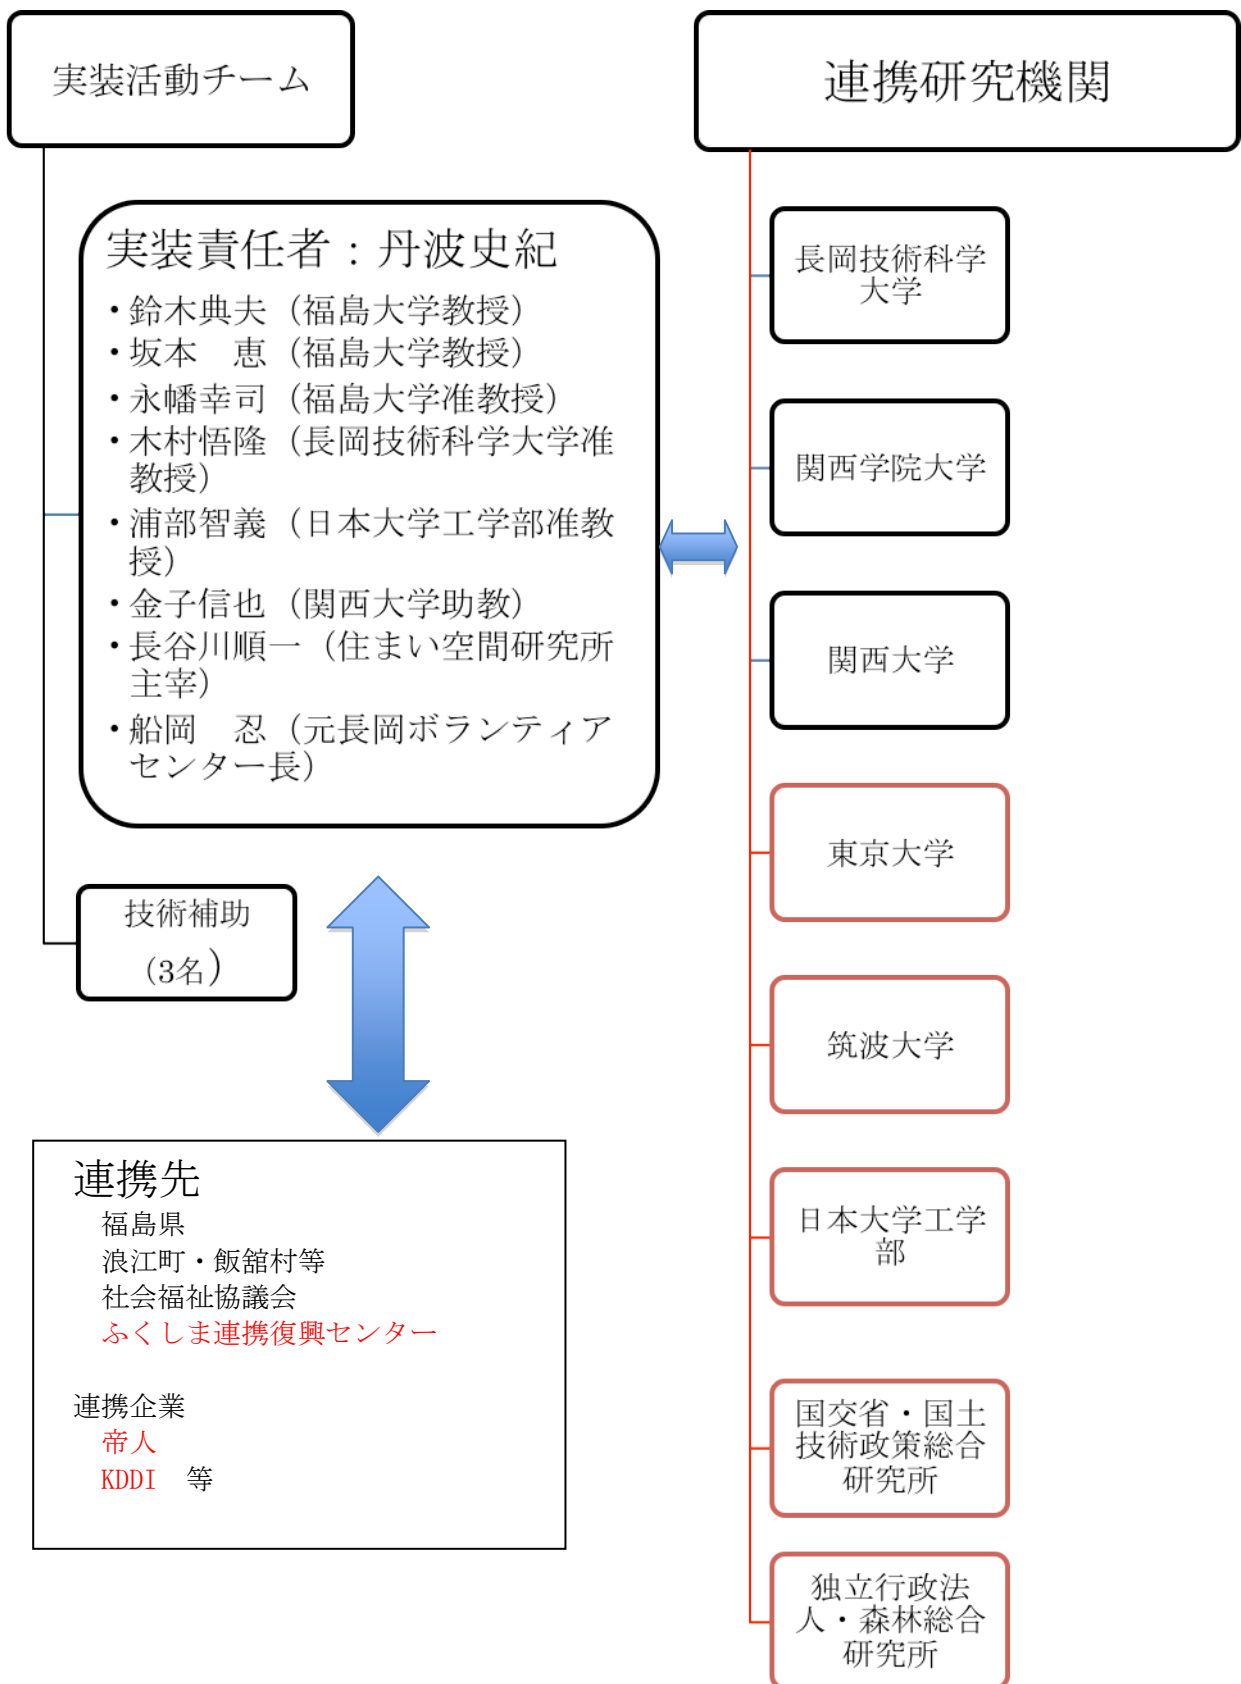 実装活動チーム
実装責任者：丹波史紀
・鈴木典夫（福島大学教授）
・坂本　恵（福島大学教授）
・永幡幸司（福島大学准教授）
・木村悟隆（長岡技術科学大学准
教授）
・浦部智義（日本大学工学部准教
授）
・金子信也（関西大学助教）
・長谷川順一（住まい空間研究所
主宰）
・船岡　忍（元長岡ボランティア
センター長）
技術補助
（3名）
連携先
福島県
浪江町・飯舘村等
社会福祉協議会
ふくしま連携復興センター
連携企業
帝人
KDDI　等
連携研究機関
長岡技術科学
大学
関西学院大学
関西大学
東京大学
筑波大学
日本大学工学
部
国交省・国土
技術政策総合
研究所
独立行政法
人・森林総合
研究所